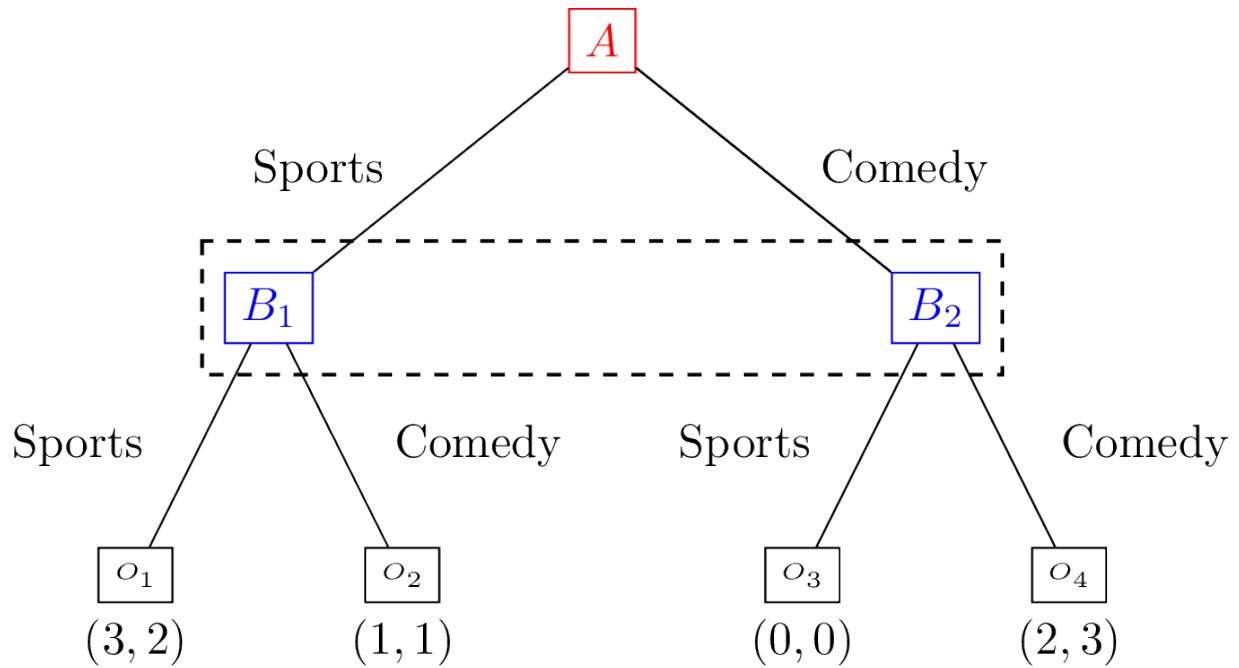 A
Sports Comedy
B₁ B₂
Sports Comedy Sports Comedy
o₁ o₂ o₃ o₄
(3, 2) (1, 1) (0, 0) (2, 3)